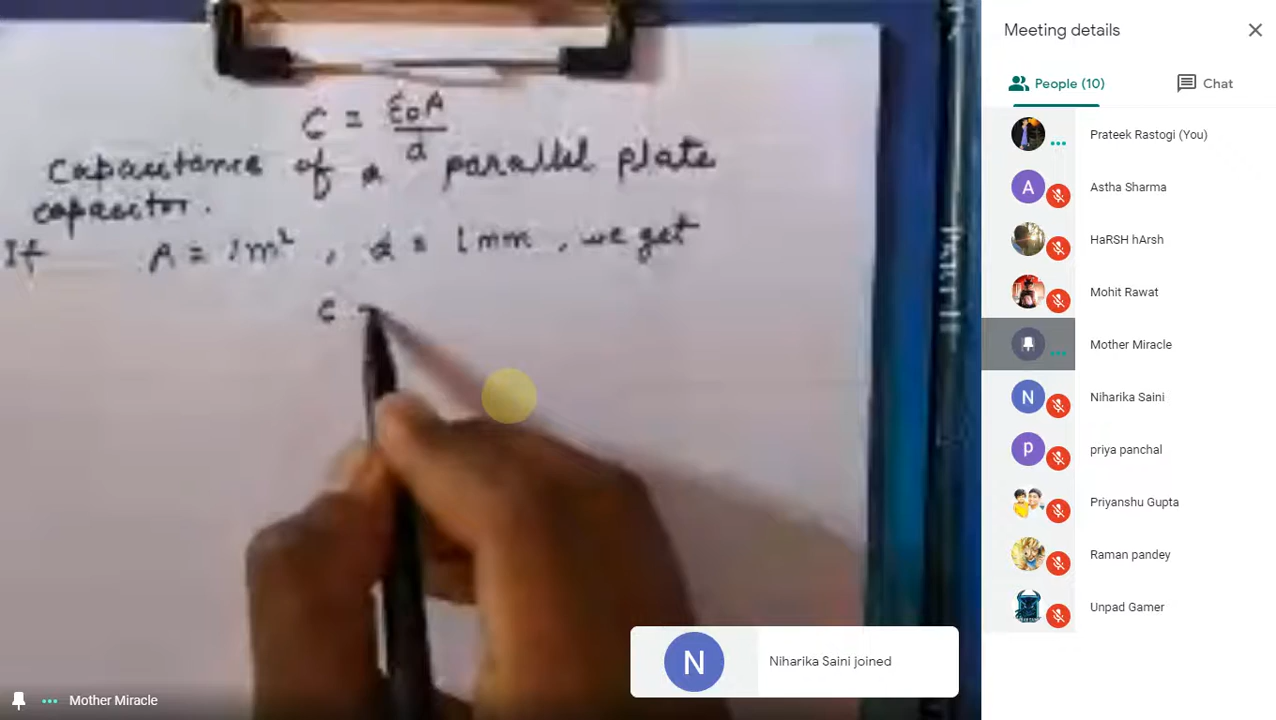 C = ε0A
d
Capacitance of a parallel plate
capacitor.
If A = 1m² , d = 1mm , we get
C =
Mother Miracle
Meeting details
People (10)
Chat
Prateek Rastogi (You)
A
Astha Sharma
HaRSH hArsh
Mohit Rawat
Mother Miracle
N
Niharika Saini
p
priya panchal
Priyanshu Gupta
Raman pandey
Unpad Gamer
N
Niharika Saini joined